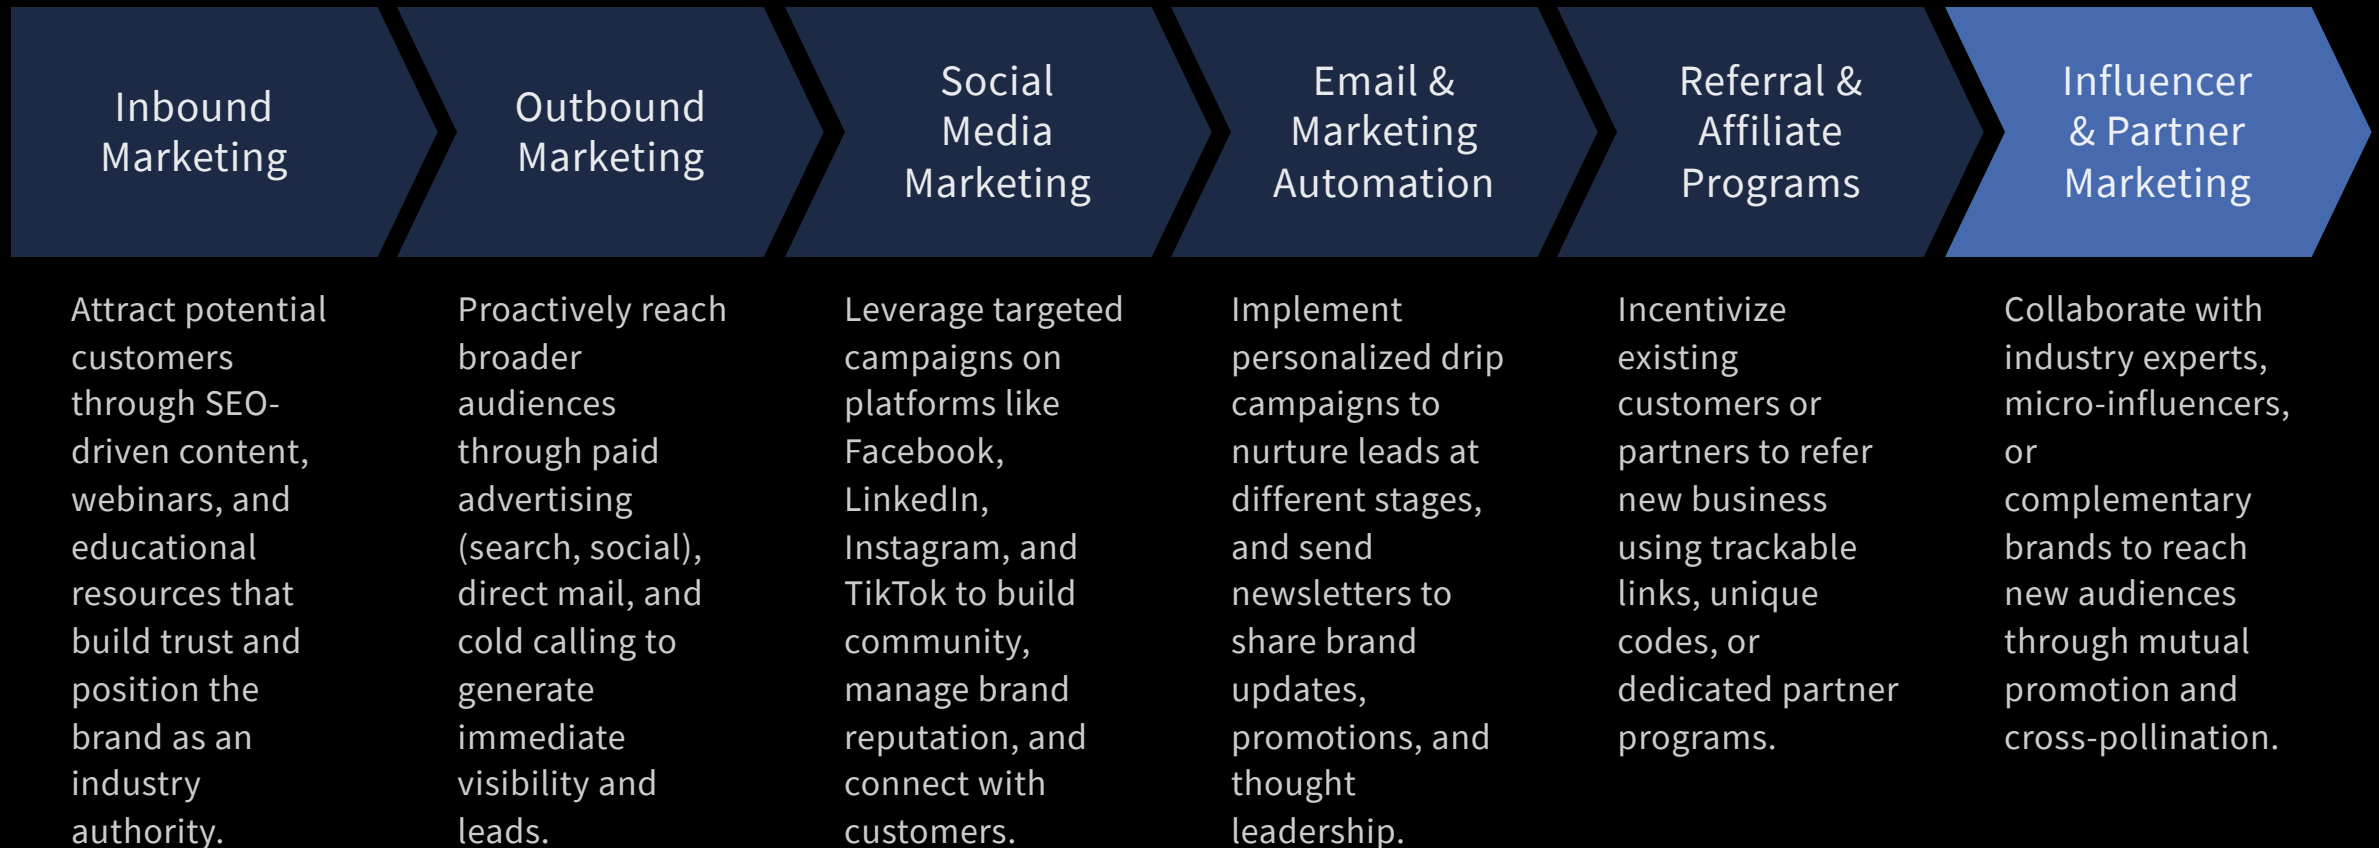 Inbound
Marketing
Outbound
Marketing
Social
Media
Marketing
Email &
Marketing
Automation
Referral &
Affiliate
Programs
Influencer
& Partner
Marketing
Attract potential
customers
through SEO-
driven content,
webinars, and
educational
resources that
build trust and
position the
brand as an
industry
authority.
Proactively reach
broader
audiences
through paid
advertising
(search, social),
direct mail, and
cold calling to
generate
immediate
visibility and
leads.
Leverage targeted
campaigns on
platforms like
Facebook,
LinkedIn,
Instagram, and
TikTok to build
community,
manage brand
reputation, and
connect with
customers.
Implement
personalized drip
campaigns to
nurture leads at
different stages,
and send
newsletters to
share brand
updates,
promotions, and
thought
leadership.
Incentivize
existing
customers or
partners to refer
new business
using trackable
links, unique
codes, or
dedicated partner
programs.
Collaborate with
industry experts,
micro-influencers,
or
complementary
brands to reach
new audiences
through mutual
promotion and
cross-pollination.